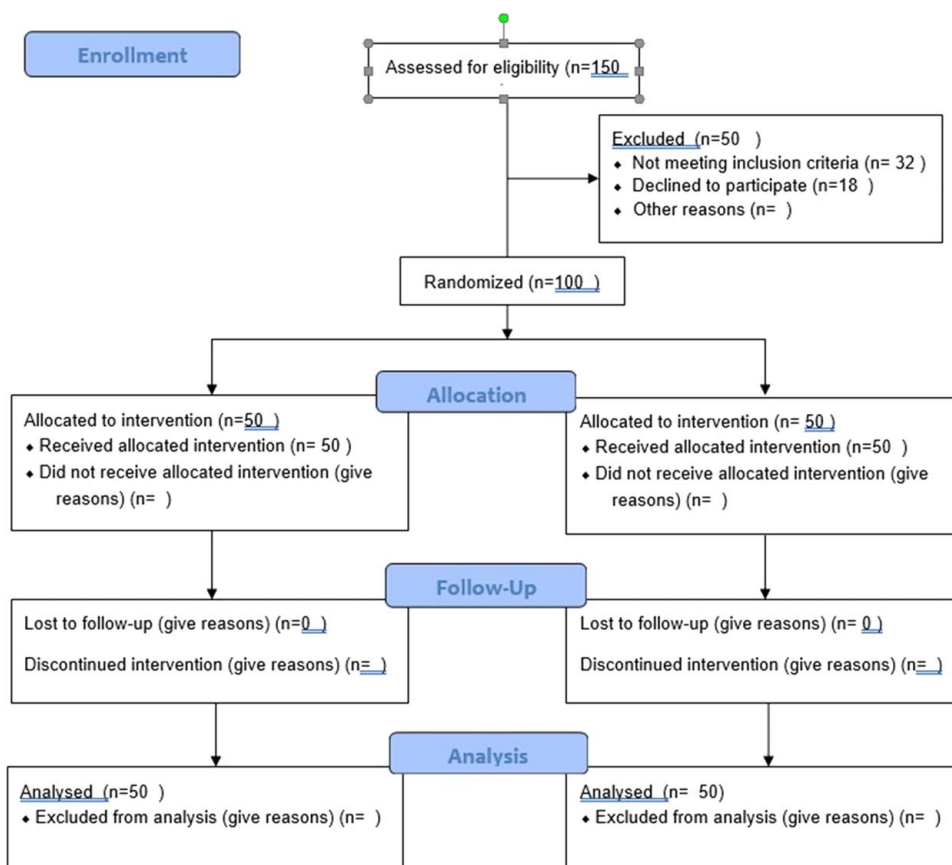 Enrollment
Assessed for eligibility (n=150
Excluded (n=50 )
♦ Not meeting inclusion criteria (n= 32 )
♦ Declined to participate (n=18 )
♦ Other reasons (n= )
Randomized (n=100 )
Allocation
Allocated to intervention (n=50 )
♦ Received allocated intervention (n= 50 )
♦ Did not receive allocated intervention (give
reasons) (n= )
Allocated to intervention (n= 50 )
♦ Received allocated intervention (n=50 )
♦ Did not receive allocated intervention (give
reasons) (n= )
Follow-Up
Lost to follow-up (give reasons) (n=0 )
Discontinued intervention (give reasons) (n= )
Lost to follow-up (give reasons) (n= 0 )
Discontinued intervention (give reasons) (n= )
Analysis
Analysed (n=50 )
♦ Excluded from analysis (give reasons) (n= )
Analysed (n= 50)
♦ Excluded from analysis (give reasons) (n= )